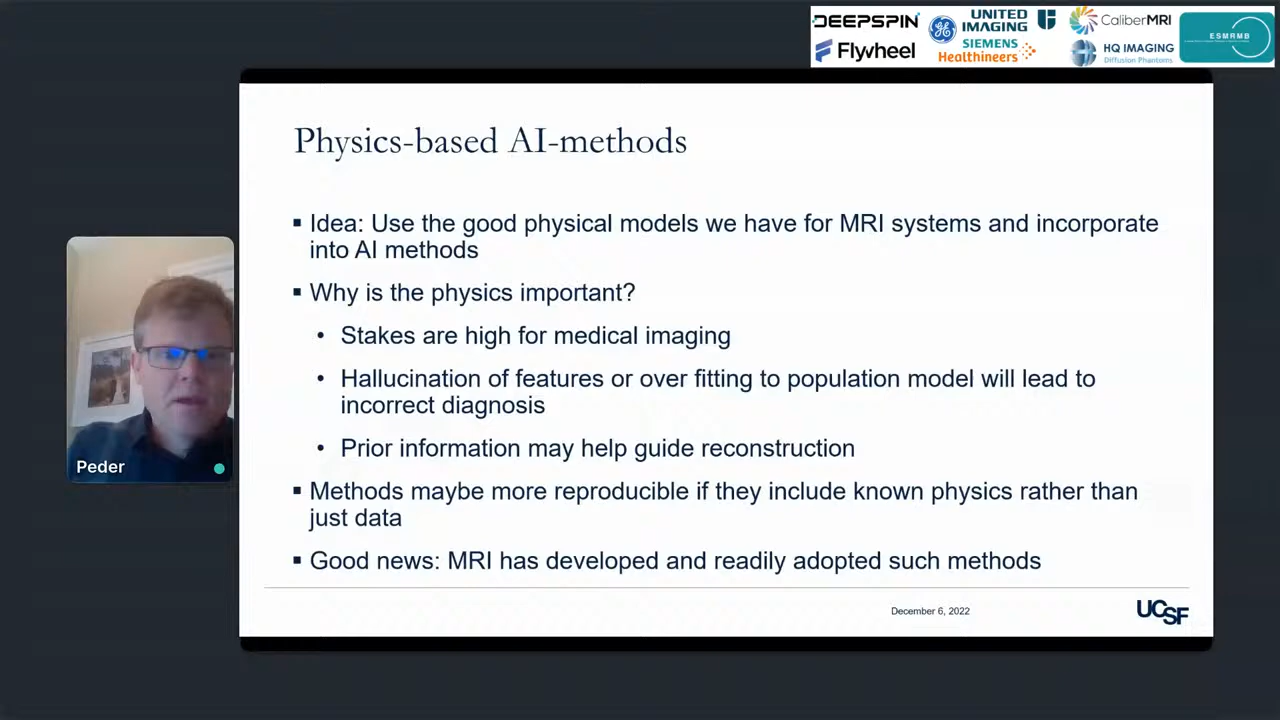 DEEPSPIN
UNITED
IMAGING
CaliberMRI
Flywheel
SIEMENS
Healthineers
HQ IMAGING
Diffusion Phantoms
ESMRMB
Physics-based AI-methods
▪ Idea: Use the good physical models we have for MRI systems and incorporate
into AI methods
▪ Why is the physics important?
• Stakes are high for medical imaging
• Hallucination of features or over fitting to population model will lead to
incorrect diagnosis
• Prior information may help guide reconstruction
▪ Methods maybe more reproducible if they include known physics rather than
just data
▪ Good news: MRI has developed and readily adopted such methods
Peder
December 6, 2022
UCSF